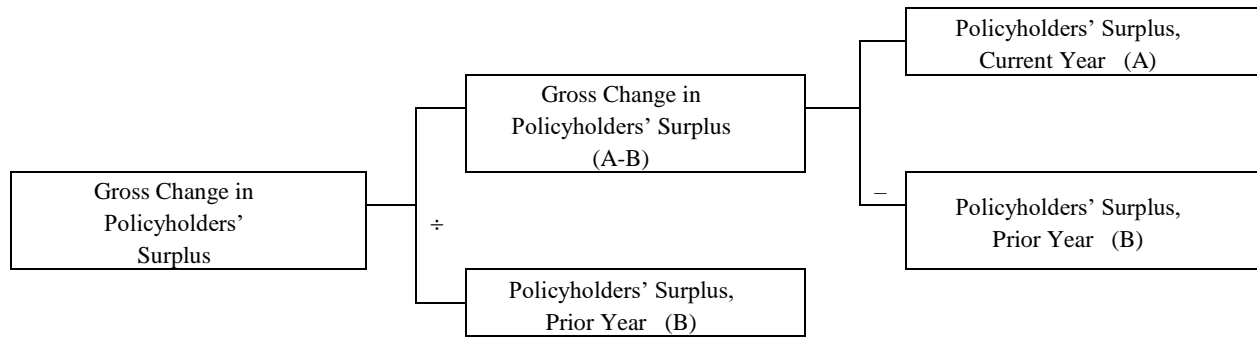 Policyholders’ Surplus,
Current Year (A)
Gross Change in
Policyholders’ Surplus
(A-B)
Gross Change in
Policyholders’
Surplus
÷
–
Policyholders’ Surplus,
Prior Year (B)
Policyholders’ Surplus,
Prior Year (B)